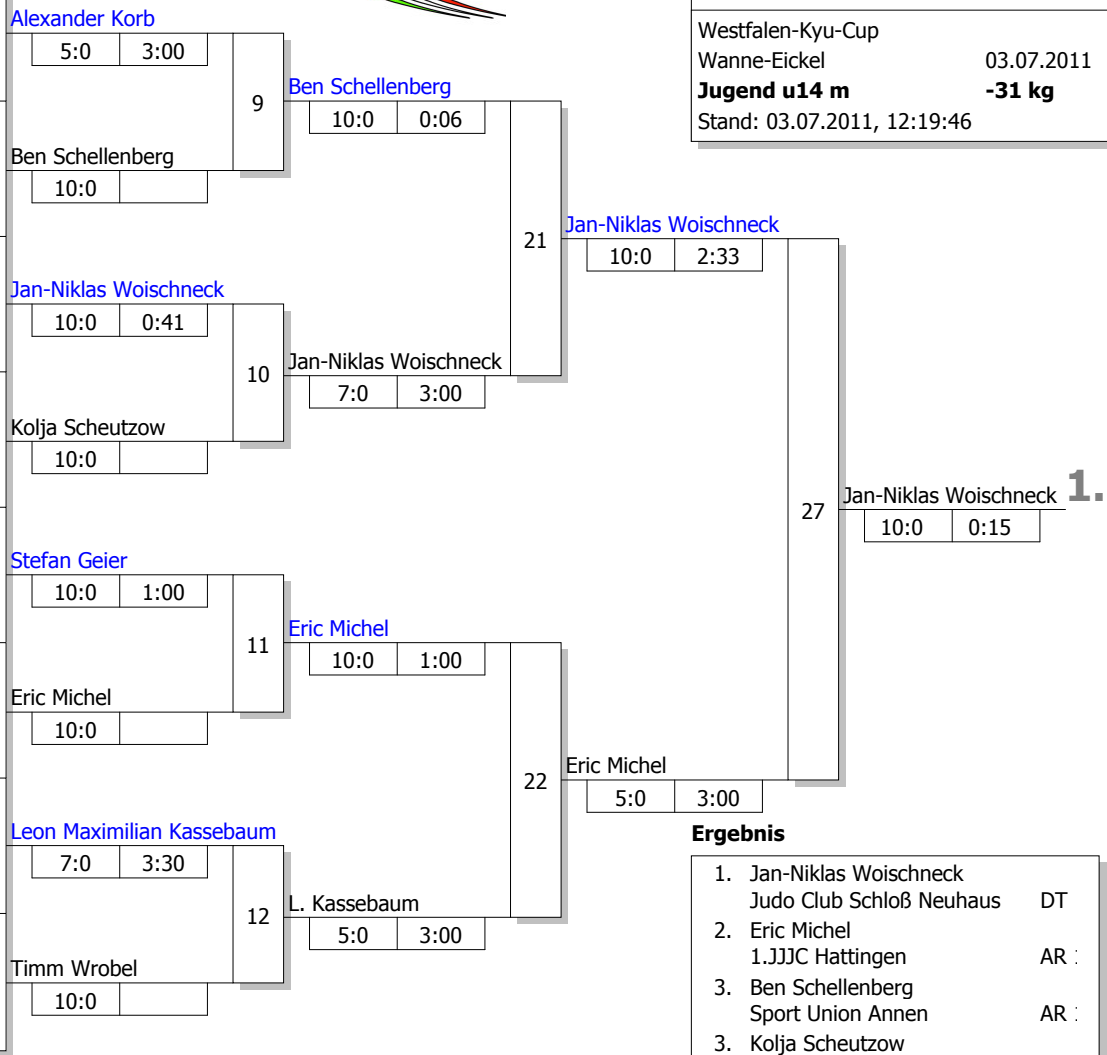 Westfalen-Kyu-Cup
Wanne-Eickel 03.07.2011
Jugend u14 m -31 kg
Stand: 03.07.2011, 12:19:46
Alexander Korb
5:0 3:00
9
Ben Schellenberg
10:0 0:06
Ben Schellenberg
10:0
21
Jan-Niklas Woischneck
10:0 2:33
Jan-Niklas Woischneck
10:0 0:41
10
Jan-Niklas Woischneck
7:0 3:00
Kolja Scheutzow
10:0
27
Jan-Niklas Woischneck 1.
10:0 0:15
Stefan Geier
10:0 1:00
11
Eric Michel
10:0 1:00
Eric Michel
10:0
22
Eric Michel
5:0 3:00
Leon Maximilian Kassebaum
7:0 3:30
12
L. Kassebaum
5:0 3:00
Timm Wrobel
10:0
Ergebnis
1. Jan-Niklas Woischneck
Judo Club Schloß Neuhaus DT
2. Eric Michel
1.JJJC Hattingen AR
3. Ben Schellenberg
Sport Union Annen AR
3. Kolja Scheutzow